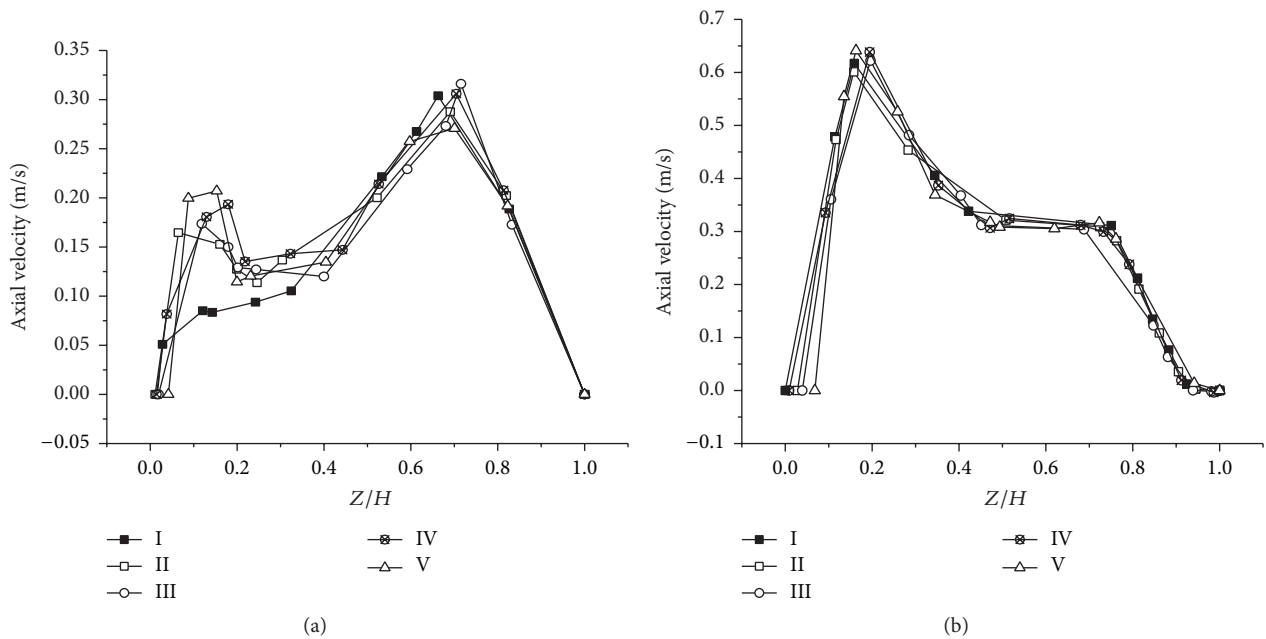 0.35
0.30
0.25
0.20
0.15
0.10
0.05
0.00
−0.05
Axial velocity (m/s)
0.0 0.2 0.4 0.6 0.8 1.0
Z/H
I
II
III
IV
V
(a)
0.7
0.6
0.5
0.4
0.3
0.2
0.1
0.0
−0.1
Axial velocity (m/s)
0.0 0.2 0.4 0.6 0.8 1.0
Z/H
I
II
III
IV
V
(b)